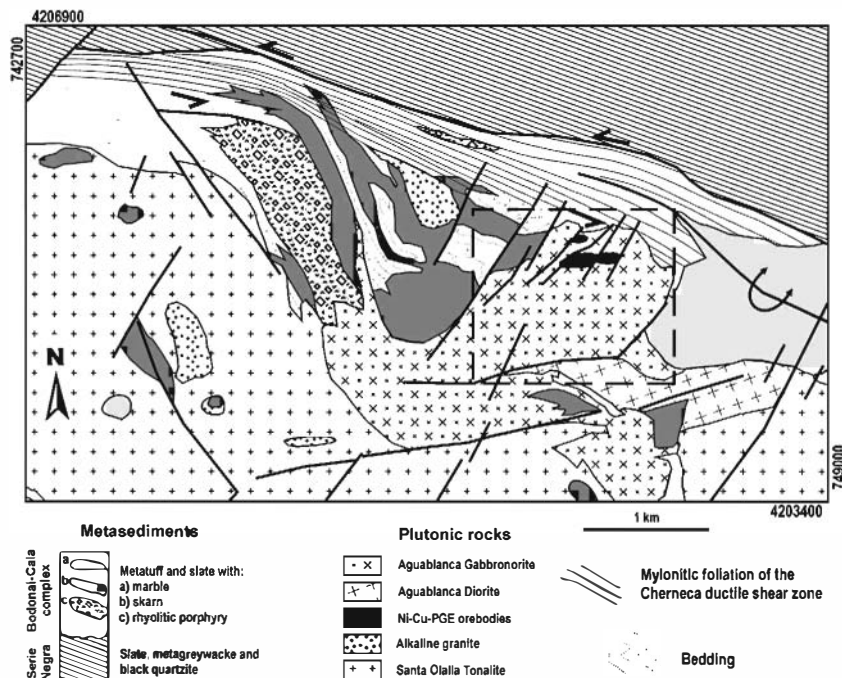 4206900
742700
N
749000
4203400
1 km
Metasediments
Bodonal-Cala
complex
a
b
c
Metatuff and slate with:
a) marble
b) skarn
c) rhyolitic porphyry
Serie
Negra
Slate, metagreywacke and
black quartzite
Plutonic rocks
Aguablanca Gabbronorite
Aguablanca Diorite
Ni-Cu-PGE orebodies
Alkaline granite
Santa Olalla Tonalite
Mylonitic foliation of the
Cherneca ductile shear zone
Bedding